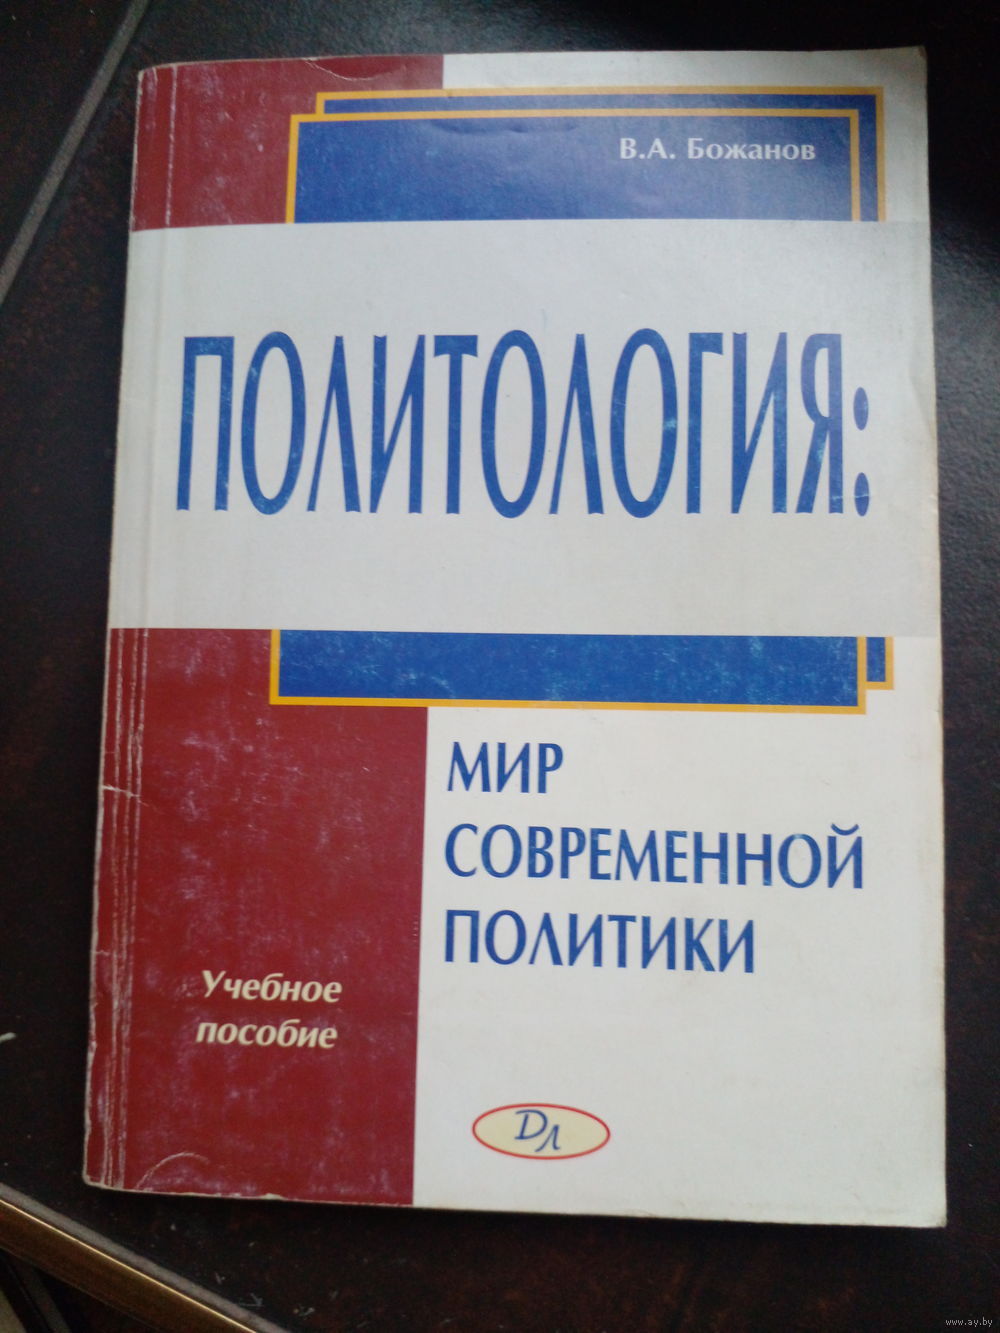 В.А. Божанов
ПОЛИТОЛОГИЯ:
МИР
СОВРЕМЕННОЙ
ПОЛИТИКИ
Учебное
пособие
Дл
www.ay.by